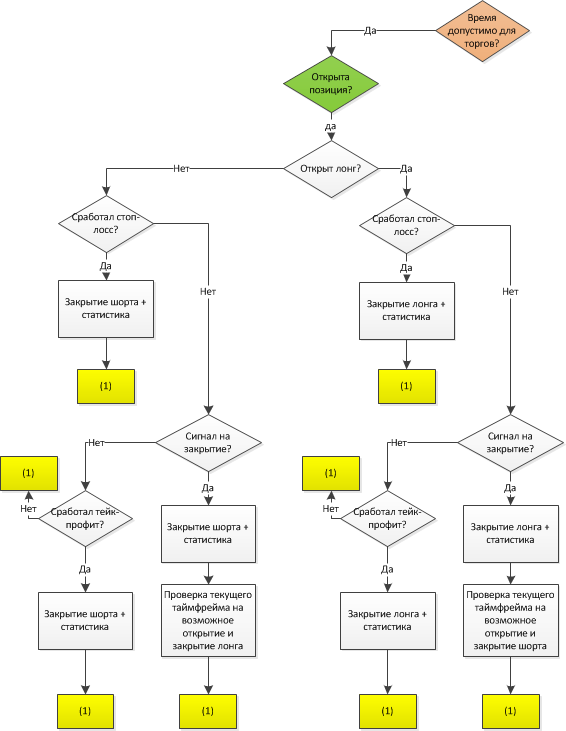 Время
допустимо для
торгов?
Да
Открыта
позиция?
да
Открыт лонг?
Нет
Да
Сработал стоп-
лосс?
Сработал стоп-
лосс?
Да
Да
Нет
Нет
Закрытие шорта +
статистика
Закрытие лонга +
статистика
(1)
(1)
Сигнал на
закрытие?
Сигнал на
закрытие?
Нет
Нет
(1)
(1)
Да
Да
Нет
Нет
Сработал тейк-
профит?
Закрытие шорта +
статистика
Сработал тейк-
профит?
Закрытие лонга +
статистика
Да
Да
Закрытие шорта +
статистика
Проверка текущего
таймфрейма на
возможное
открытие и
закрытие лонга
Закрытие лонга +
статистика
Проверка текущего
таймфрейма на
возможное
открытие и
закрытие шорта
(1)
(1)
(1)
(1)